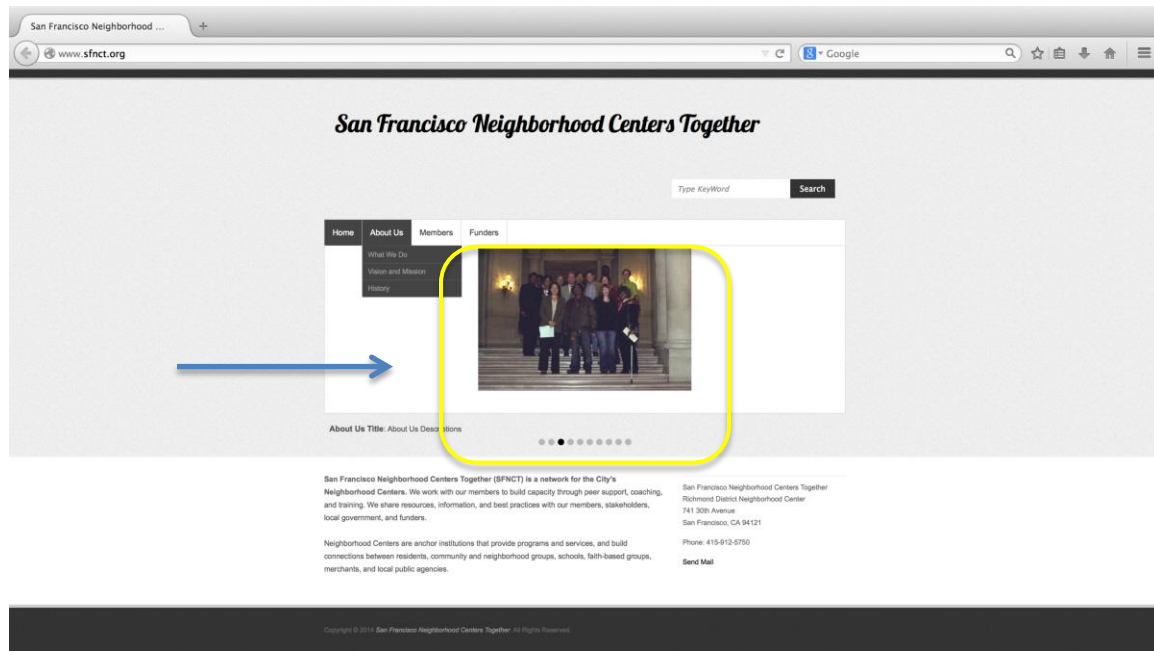 San Francisco Neighborhood ... +
www.sfnct.org
Google
San Francisco Neighborhood Centers Together
Type KeyWord Search
Home About Us Members Funders
What We Do
Vision and Mission
History
About Us Title: About Us Descriptions
San Francisco Neighborhood Centers Together (SFNCT) is a network for the City's
Neighborhood Centers. We work with our members to build capacity through peer support, coaching,
and training. We share resources, information, and best practices with our members, stakeholders,
local government, and funders.
Neighborhood Centers are anchor institutions that provide programs and services, and build
connections between residents, community and neighborhood groups, schools, faith-based groups,
merchants, and local public agencies.
San Francisco Neighborhood Centers Together
Richmond District Neighborhood Center
741 30th Avenue
San Francisco, CA 94121
Phone: 415-912-5750
Send Mail
Copyright © 2014 San Francisco Neighborhood Centers Together. All Rights Reserved.